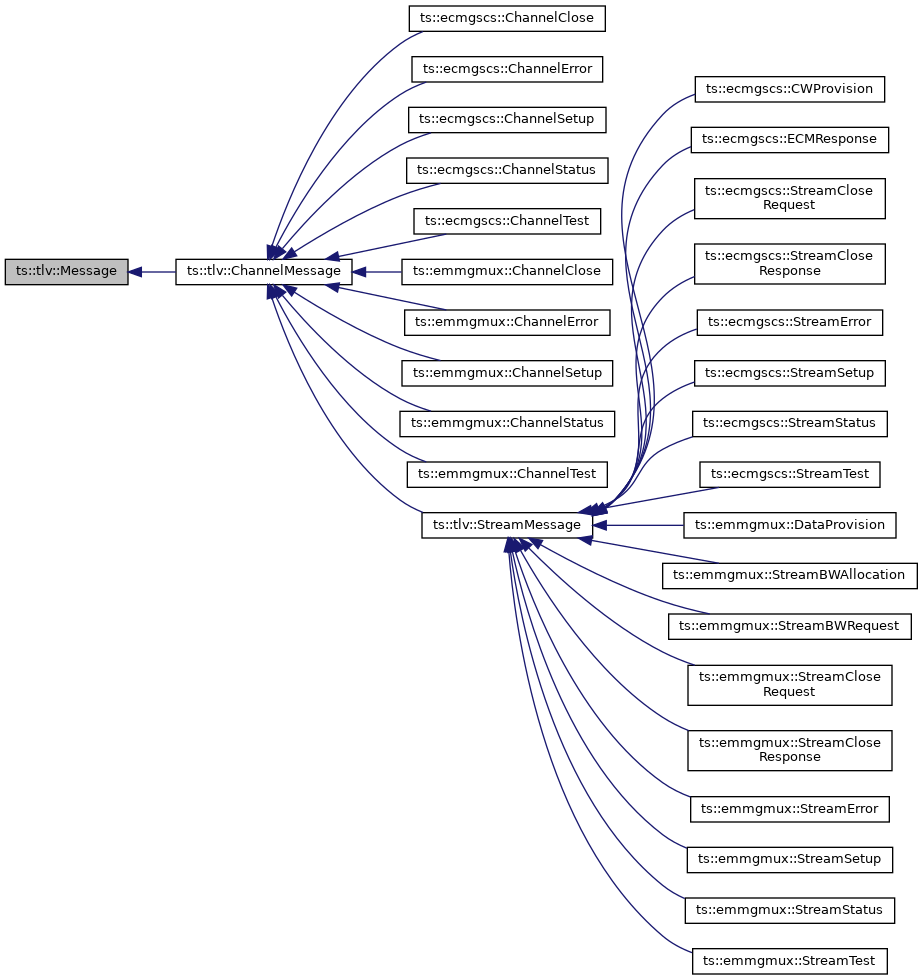 ts::tlv::Message
ts::tlv::ChannelMessage
ts::ecmgscs::ChannelClose
ts::ecmgscs::ChannelError
ts::ecmgscs::ChannelSetup
ts::ecmgscs::ChannelStatus
ts::ecmgscs::ChannelTest
ts::emmgmux::ChannelClose
ts::emmgmux::ChannelError
ts::emmgmux::ChannelSetup
ts::emmgmux::ChannelStatus
ts::emmgmux::ChannelTest
ts::tlv::StreamMessage
ts::ecmgscs::CWProvision
ts::ecmgscs::ECMResponse
ts::ecmgscs::StreamClose
Request
ts::ecmgscs::StreamClose
Response
ts::ecmgscs::StreamError
ts::ecmgscs::StreamSetup
ts::ecmgscs::StreamStatus
ts::ecmgscs::StreamTest
ts::emmgmux::DataProvision
ts::emmgmux::StreamBWAllocation
ts::emmgmux::StreamBWRequest
ts::emmgmux::StreamClose
Request
ts::emmgmux::StreamClose
Response
ts::emmgmux::StreamError
ts::emmgmux::StreamSetup
ts::emmgmux::StreamStatus
ts::emmgmux::StreamTest